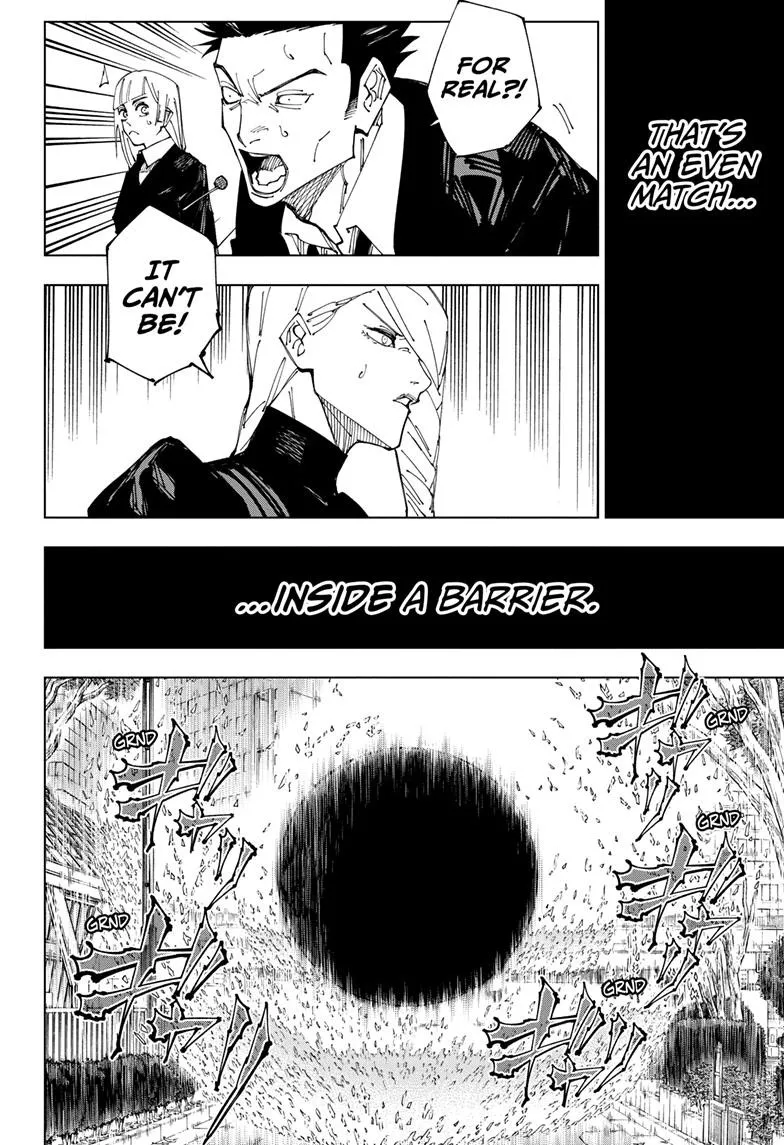 THAT'S
AN EVEN
MATCH...
FOR
REAL?!
IT
CAN'T
BE!
...INSIDE A BARRIER.
GRND
GRND
GRND
GRND
GRND